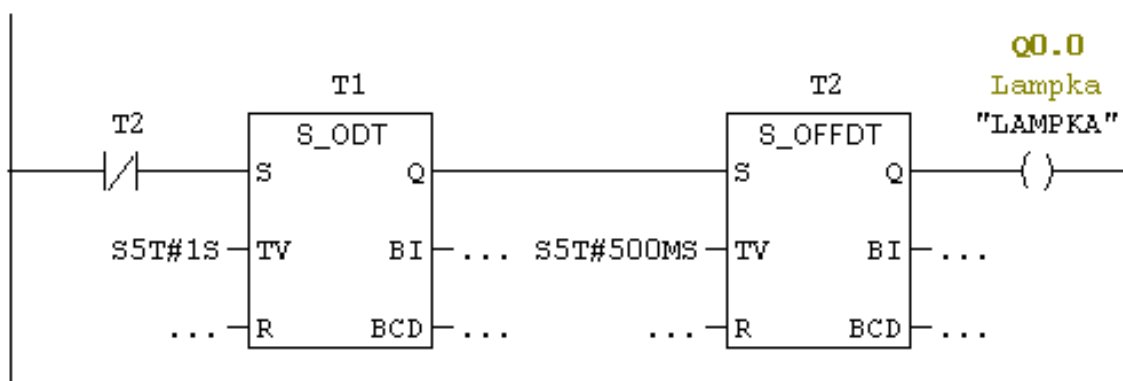 Q0.0
T1 T2 Lampka
T2 S_ODT S_OFFDT "LAMPKA"
S Q S Q
S5T#1S TV BI ... S5T#500MS TV BI ...
... R BCD ... ... R BCD ...